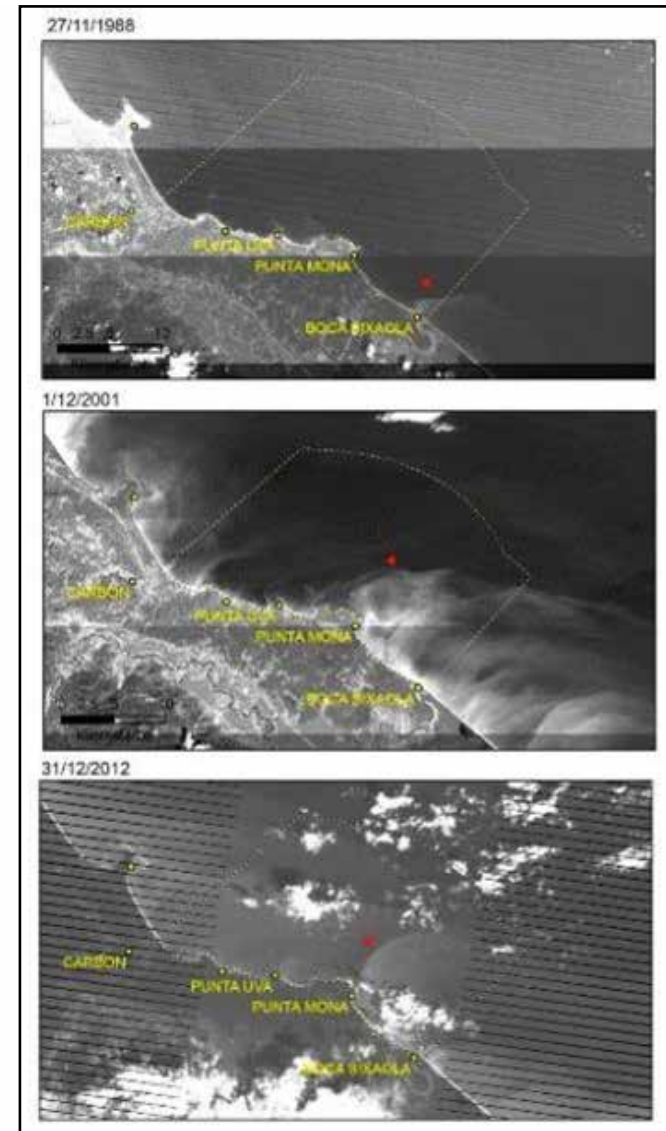 27/11/1988
CARBON
PUNTA UVA
PUNTA MONA
BOCA SIXAOLA
1/12/2001
CARBON
PUNTA UVA
PUNTA MONA
BOCA SIXAOLA
31/12/2012
CARBON
PUNTA UVA
PUNTA MONA
BOCA SIXAOLA